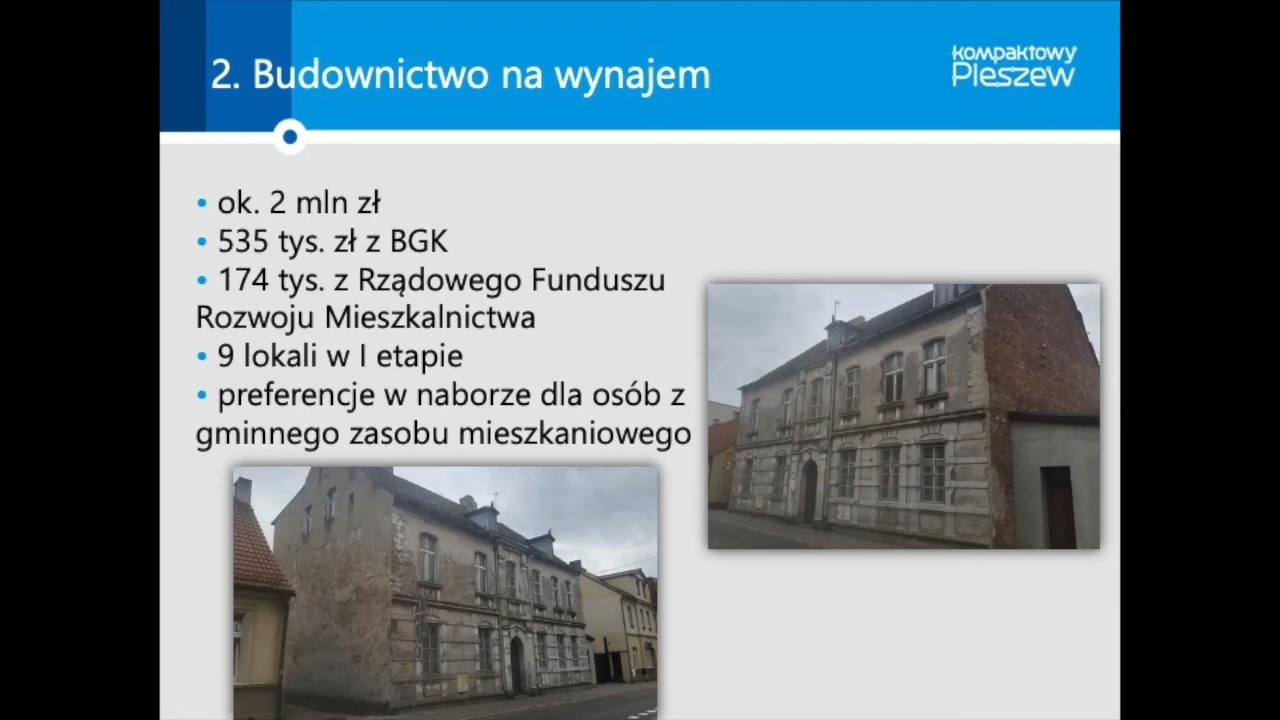 2. Budownictwo na wynajem
kompaktowy
Pleszew
• ok. 2 mln zł
• 535 tys. zł z BGK
• 174 tys. z Rządowego Funduszu
Rozwoju Mieszkalnictwa
• 9 lokali w I etapie
• preferencje w naborze dla osób z
gminnego zasobu mieszkaniowego